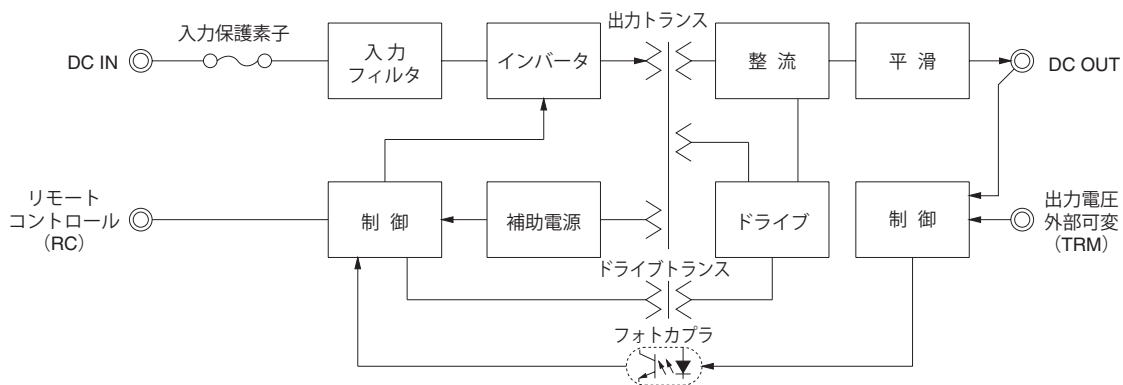 出力トランス
入力保護素子
DC IN
入 力
フィルタ
インバータ
整 流
平 滑
DC OUT
リモート
コントロール
（RC）
制 御
補助電源
ドライブ
制 御
出力電圧
外部可変
（TRM）
ドライブトランス
フォトカプラ